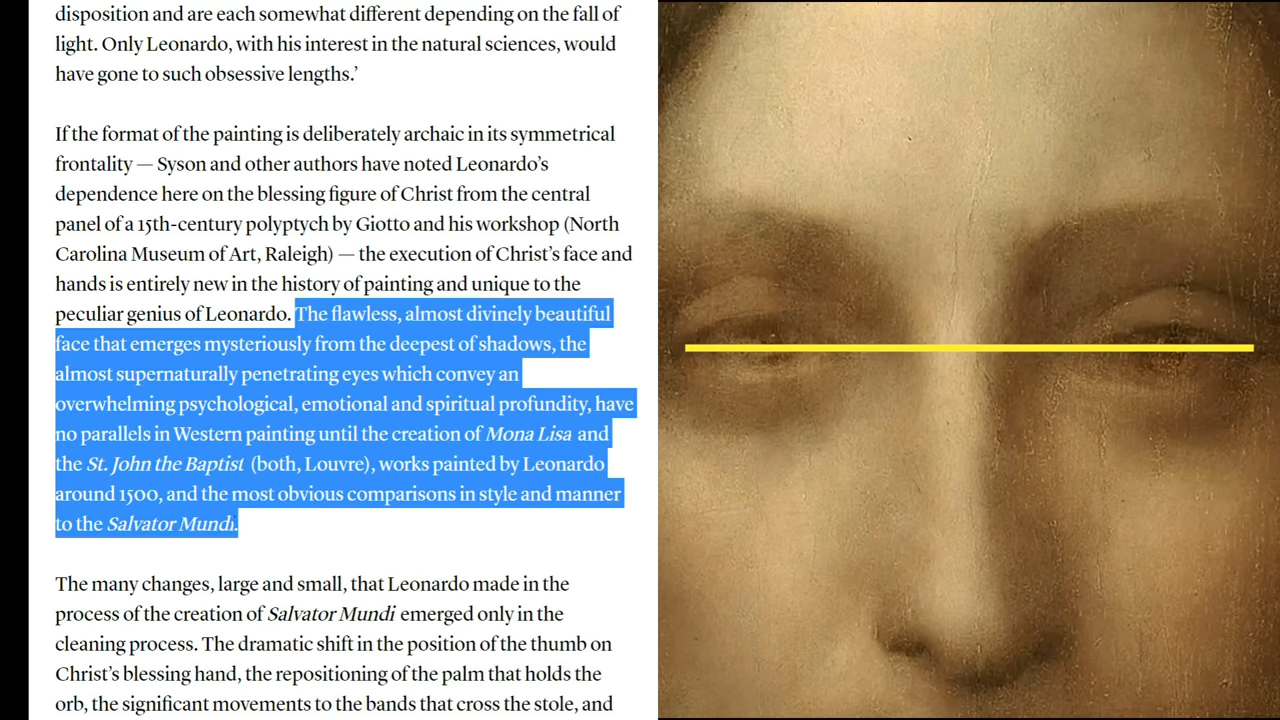 disposition and are each somewhat different depending on the fall of
light. Only Leonardo, with his interest in the natural sciences, would
have gone to such obsessive lengths.’
If the format of the painting is deliberately archaic in its symmetrical
frontality — Syson and other authors have noted Leonardo’s
dependence here on the blessing figure of Christ from the central
panel of a 15th-century polyptych by Giotto and his workshop (North
Carolina Museum of Art, Raleigh) — the execution of Christ’s face and
hands is entirely new in the history of painting and unique to the
peculiar genius of Leonardo. The flawless, almost divinely beautiful
face that emerges mysteriously from the deepest of shadows, the
almost supernaturally penetrating eyes which convey an
overwhelming psychological, emotional and spiritual profundity, have
no parallels in Western painting until the creation of Mona Lisa and
the St. John the Baptist (both, Louvre), works painted by Leonardo
around 1500, and the most obvious comparisons in style and manner
to the Salvator Mundi.
The many changes, large and small, that Leonardo made in the
process of the creation of Salvator Mundi emerged only in the
cleaning process. The dramatic shift in the position of the thumb on
Christ’s blessing hand, the repositioning of the palm that holds the
orb, the significant movements to the bands that cross the stole, and